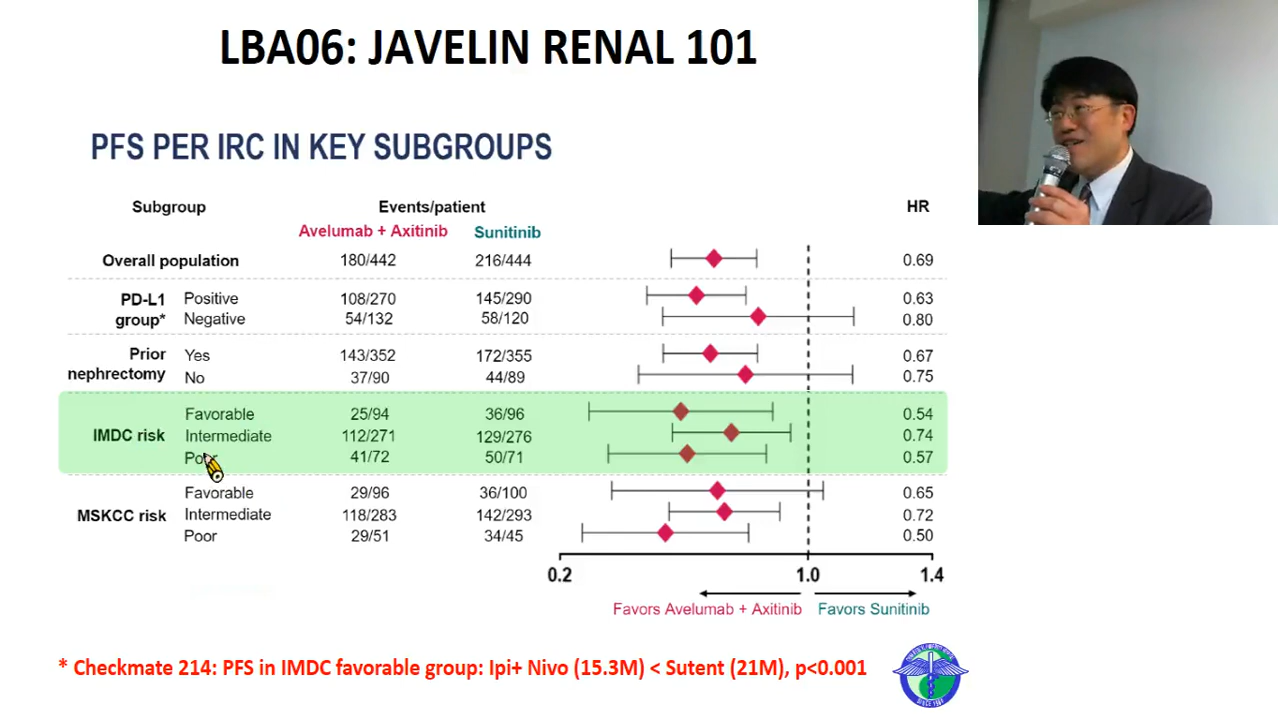 LBA06: JAVELIN RENAL 101
PFS PER IRC IN KEY SUBGROUPS
Subgroup Events/patient HR
Avelumab + Axitinib Sunitinib
Overall population 180/442 216/444 0.69
PD-L1 group* Positive 108/270 145/290 0.63
Negative 54/132 58/120 0.80
Prior nephrectomy Yes 143/352 172/355 0.67
No 37/90 44/89 0.75
IMDC risk Favorable 25/94 36/96 0.54
Intermediate 112/271 129/276 0.74
Poor 41/72 50/71 0.57
MSKCC risk Favorable 29/96 36/100 0.65
Intermediate 118/283 142/293 0.72
Poor 29/51 34/45 0.50
0.2 1.0 1.4
Favors Avelumab + Axitinib Favors Sunitinib
* Checkmate 214: PFS in IMDC favorable group: Ipi+ Nivo (15.3M) < Sutent (21M), p<0.001